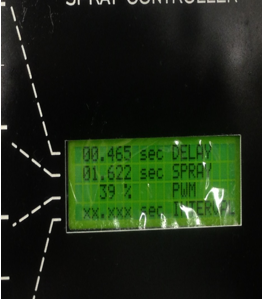 SPRAY CONTROLLER
00.465 sec DELAY
01.622 sec SPRAY
39 % PWM
xx.xxx sec INTERVAL